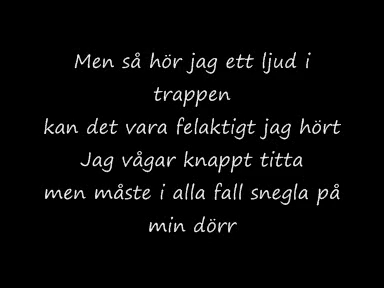 Men så hör jag ett ljud i
trappen
kan det vara felaktigt jag hört
Jag vågar knappt titta
men måste i alla fall snegla på
min dörr